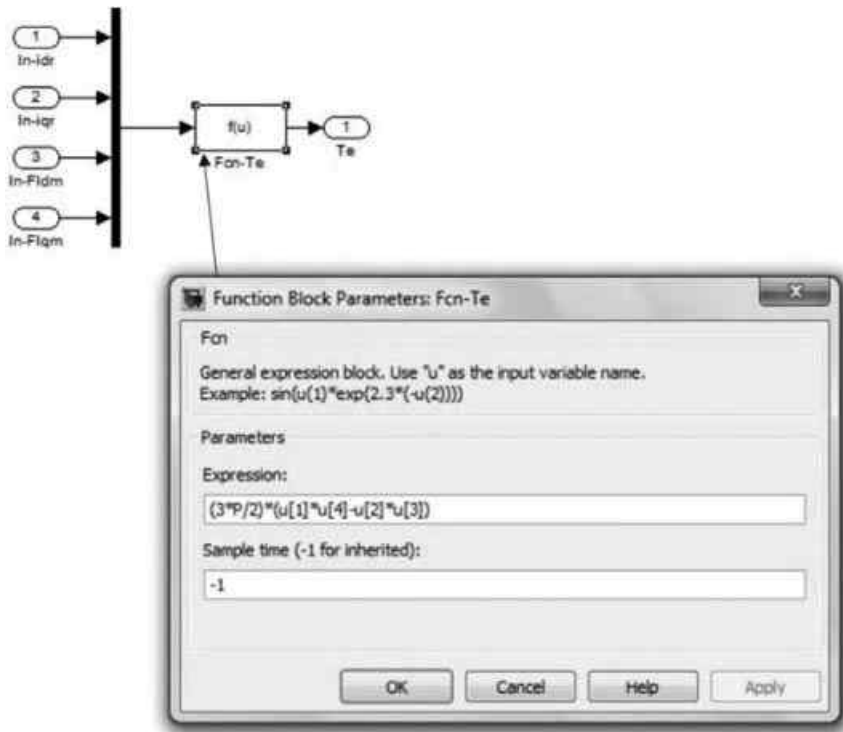 1
In-idr
2
In-iqr
3
In-Fldm
4
In-Flqm
f(u)
Fcn-Te
1
Te
Function Block Parameters: Fcn-Te
x
Fcn
General expression block. Use "u" as the input variable name.
Example: sin(u(1)*exp(2.3*(-u(2))))
Parameters
Expression:
(3*P/2)*(u[1]*u[4]-u[2]*u[3])
Sample time (-1 for inherited):
-1
OK
Cancel
Help
Apply